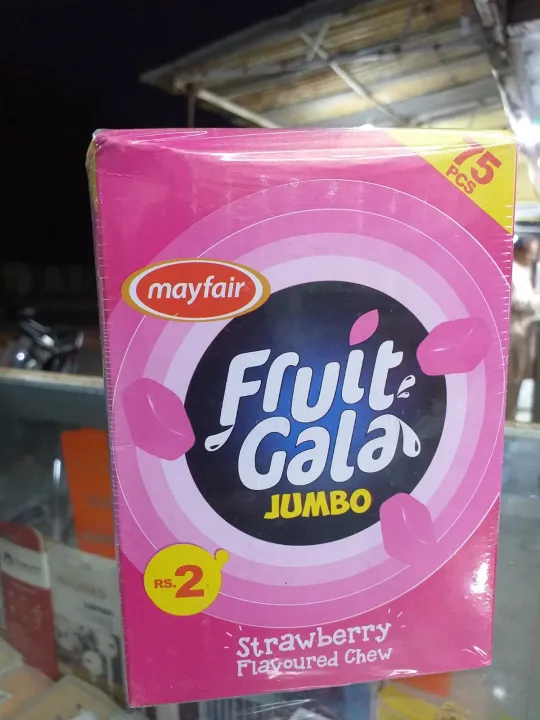 75
PCS
mayfair
Fruit
Gala
JUMBO
RS.2
Strawberry
Flavoured Chew